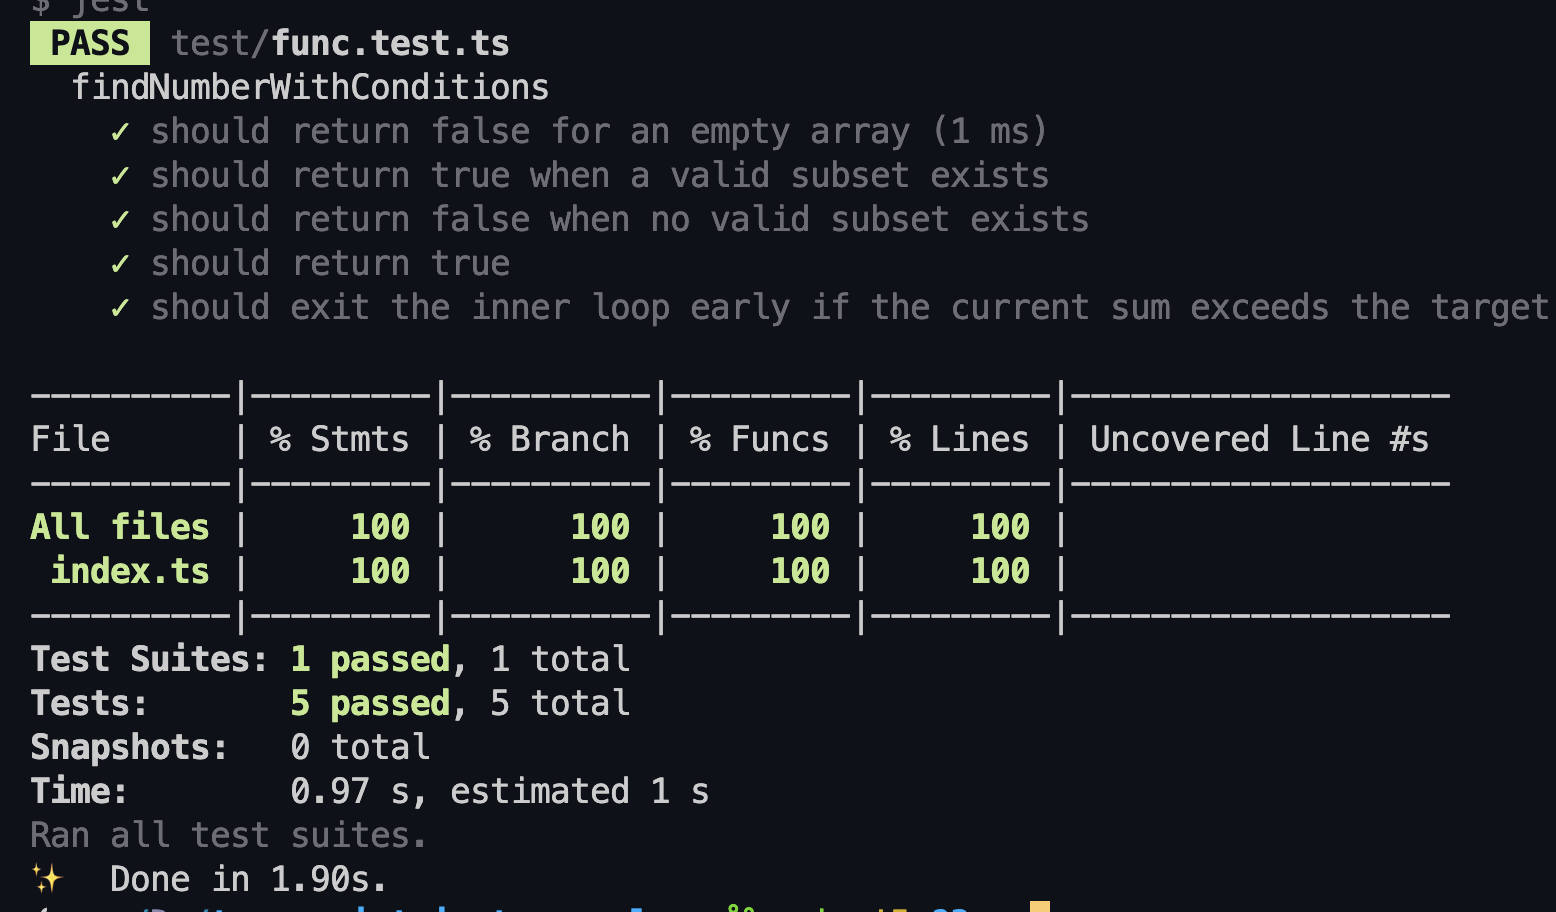 $ jest
PASS test/func.test.ts
findNumberWithConditions
✓ should return false for an empty array (1 ms)
✓ should return true when a valid subset exists
✓ should return false when no valid subset exists
✓ should return true
✓ should exit the inner loop early if the current sum exceeds the target
----------|---------|----------|---------|---------|-------------------
File | % Stmts | % Branch | % Funcs | % Lines | Uncovered Line #s
----------|---------|----------|---------|---------|-------------------
All files | 100 | 100 | 100 | 100 |
index.ts | 100 | 100 | 100 | 100 |
----------|---------|----------|---------|---------|-------------------
Test Suites: 1 passed, 1 total
Tests: 5 passed, 5 total
Snapshots: 0 total
Time: 0.97 s, estimated 1 s
Ran all test suites.
✨ Done in 1.90s.